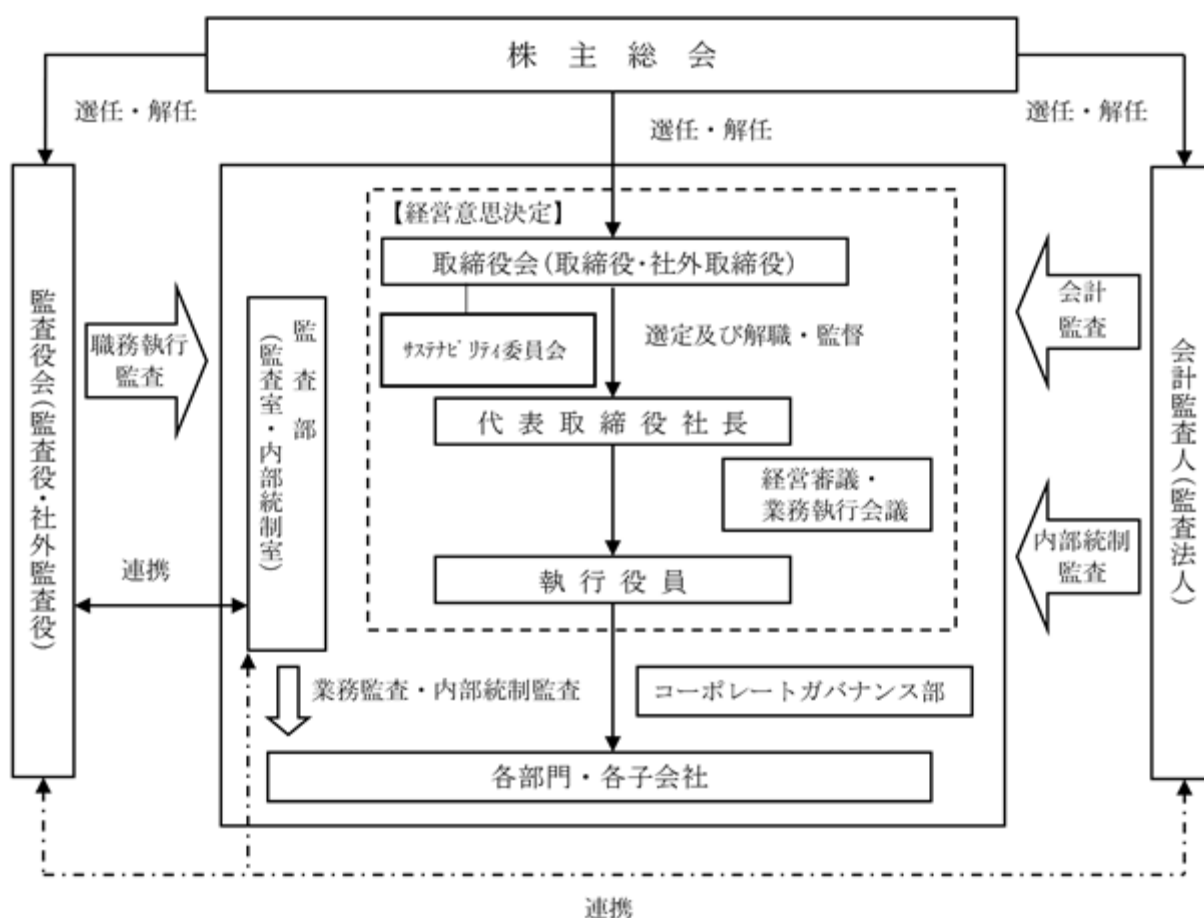 株主総会
選任・解任
選任・解任
選任・解任
【経営意思決定】
取締役会(取締役・社外取締役)
サステナビリティ委員会
選定及び解職・監督
代表取締役社長
経営審議・
業務執行会議
執行役員
監査役会(監査役・社外監査役)
職務執行
監査
監査部
(監査室・内部統制室)
会計
監査
内部統制
監査
会計監査人(監査法人)
連携
業務監査・内部統制監査
コーポレートガバナンス部
各部門・各子会社
連携